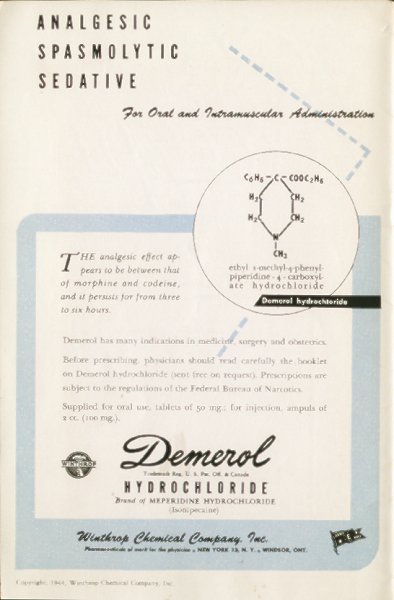 ANALGESIC
SPASMOLYTIC
SEDATIVE
For Oral and Intramuscular Administration
C₆H₅-C-COOC₂H₅
H₂ CH₂
H₂ CH₂
N
CH₃
ethyl 1-methyl-4-phenyl-
piperidine-4-carboxyl-
ate hydrochloride
Demerol hydrochloride
THE analgesic effect ap-
pears to be between that
of morphine and codeine,
and it persists for from three
to six hours.
Demerol has many indications in medicine, surgery and obstetrics.
Before prescribing, physicians should read carefully the booklet
on Demerol hydrochloride (sent free on request). Prescriptions are
subject to the regulations of the Federal Bureau of Narcotics.
Supplied for oral use, tablets of 50 mg.; for injection, ampuls of
2 cc. (100 mg.).
WINTHROP
Demerol
Trademark Reg. U. S. Pat. Off. & Canada
HYDROCHLORIDE
Brand of MEPERIDINE HYDROCHLORIDE
(Isonipecaine)
Winthrop Chemical Company, Inc.
Pharmaceuticals of merit for the physician, NEW YORK 13, N. Y., WINDSOR, ONT.
Copyright, 1944, Winthrop Chemical Company, Inc.